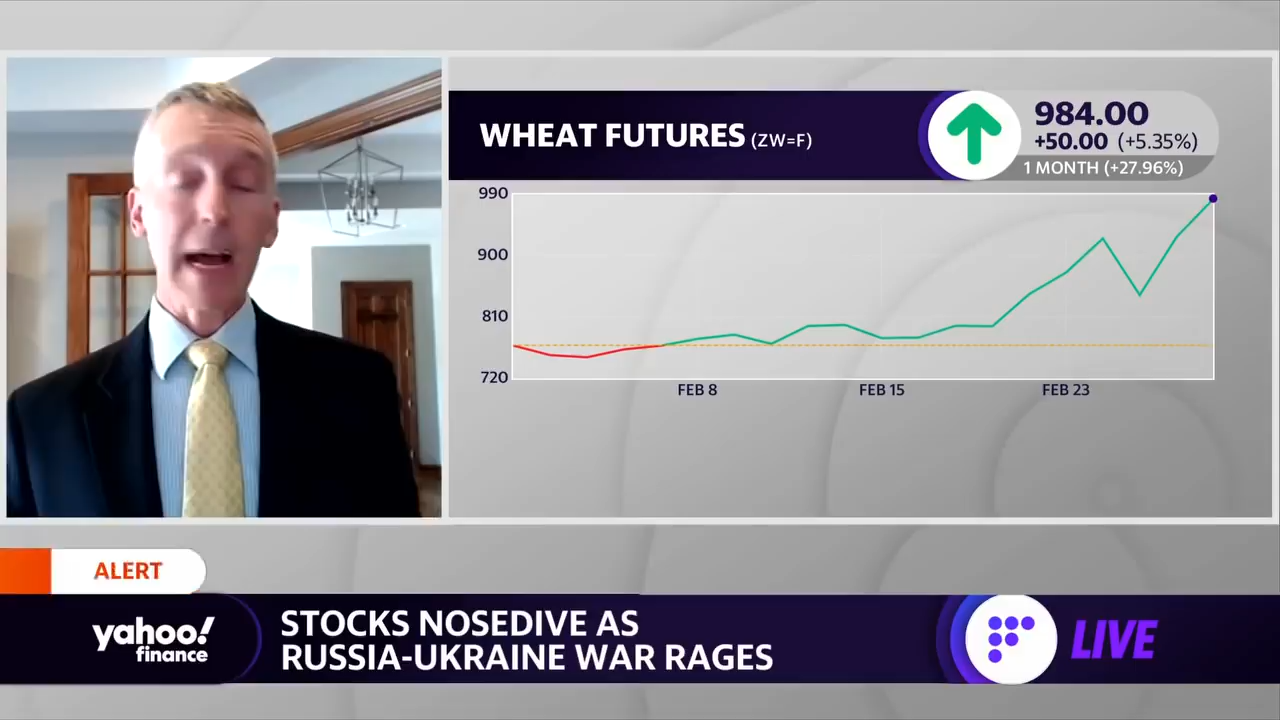 WHEAT FUTURES (ZW=F)
984.00
+50.00 (+5.35%)
1 MONTH (+27.96%)
990
900
810
720
FEB 8
FEB 15
FEB 23
ALERT
yahoo!
finance
STOCKS NOSEDIVE AS
RUSSIA-UKRAINE WAR RAGES
LIVE